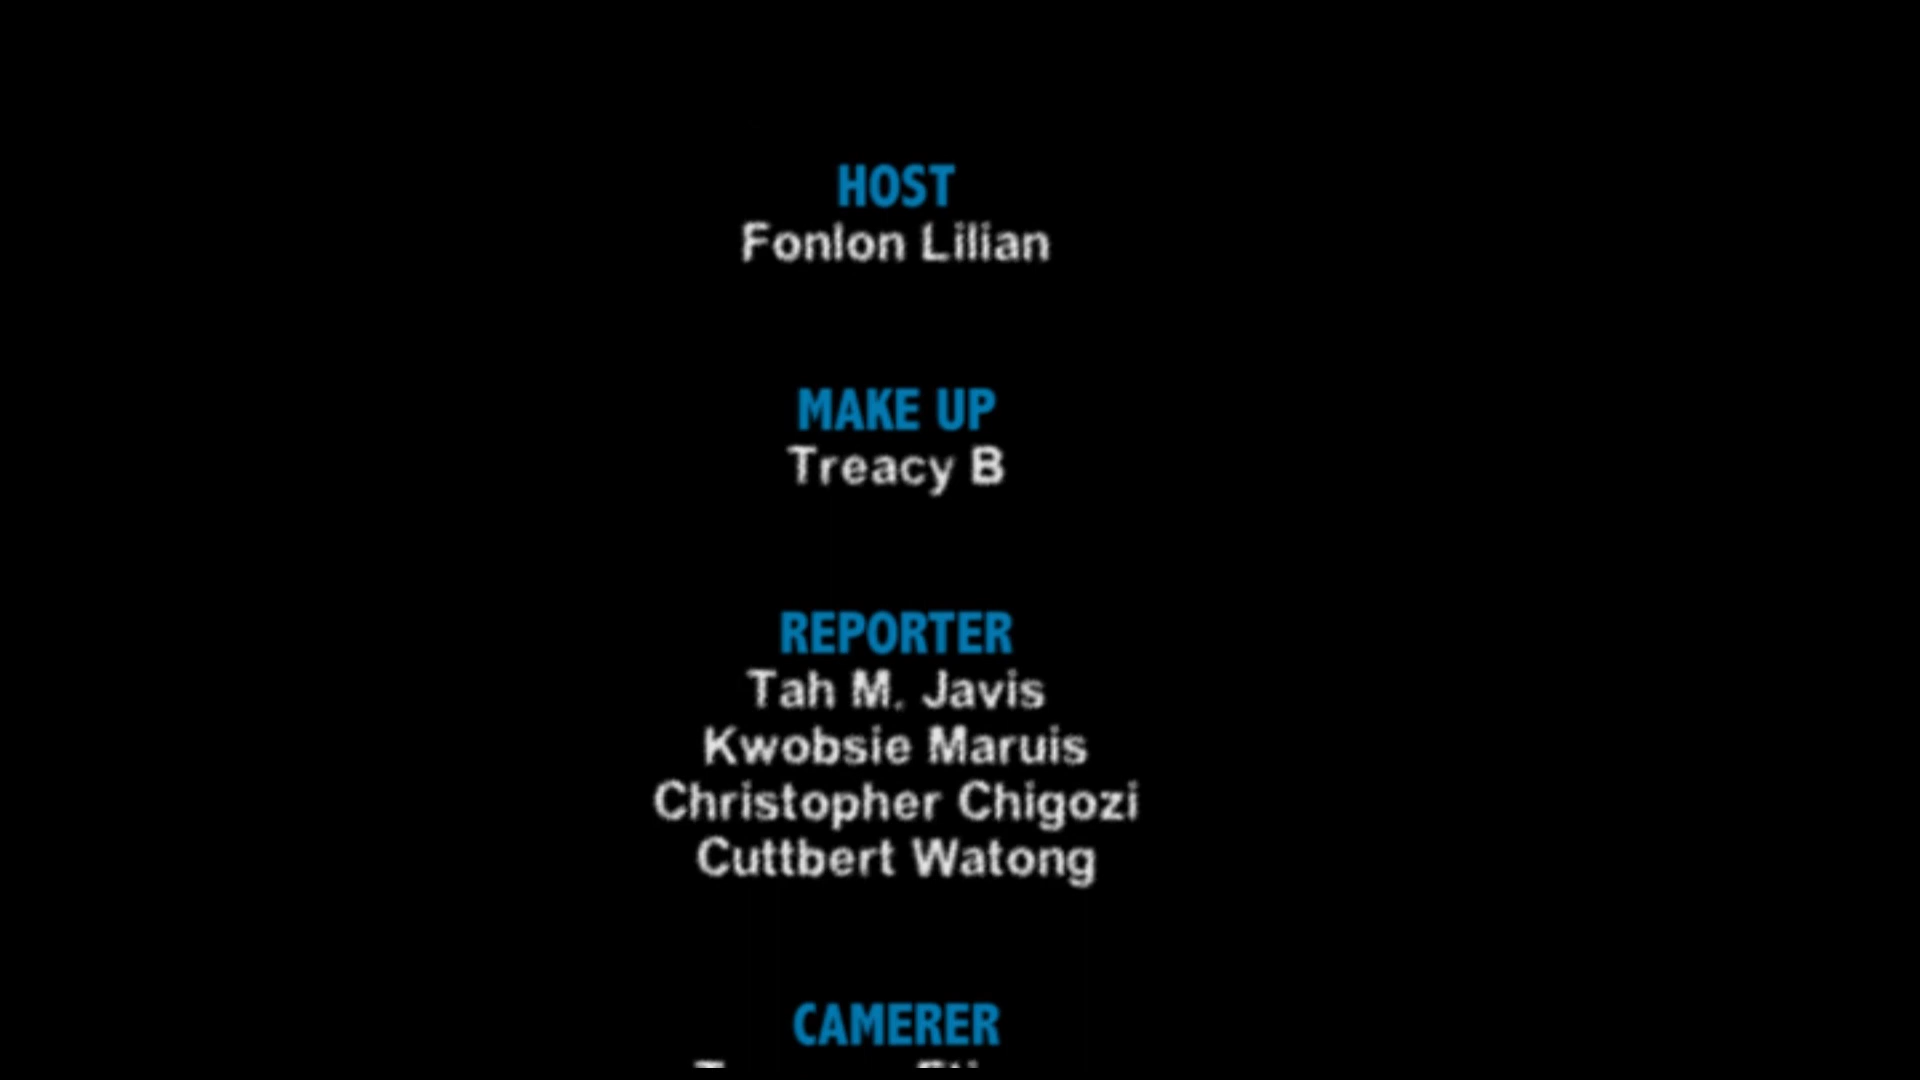 HOST
Fonlon Lilian
MAKE UP
Treacy B
REPORTER
Tah M. Javis
Kwobsie Maruis
Christopher Chigozi
Cuttbert Watong
CAMERER